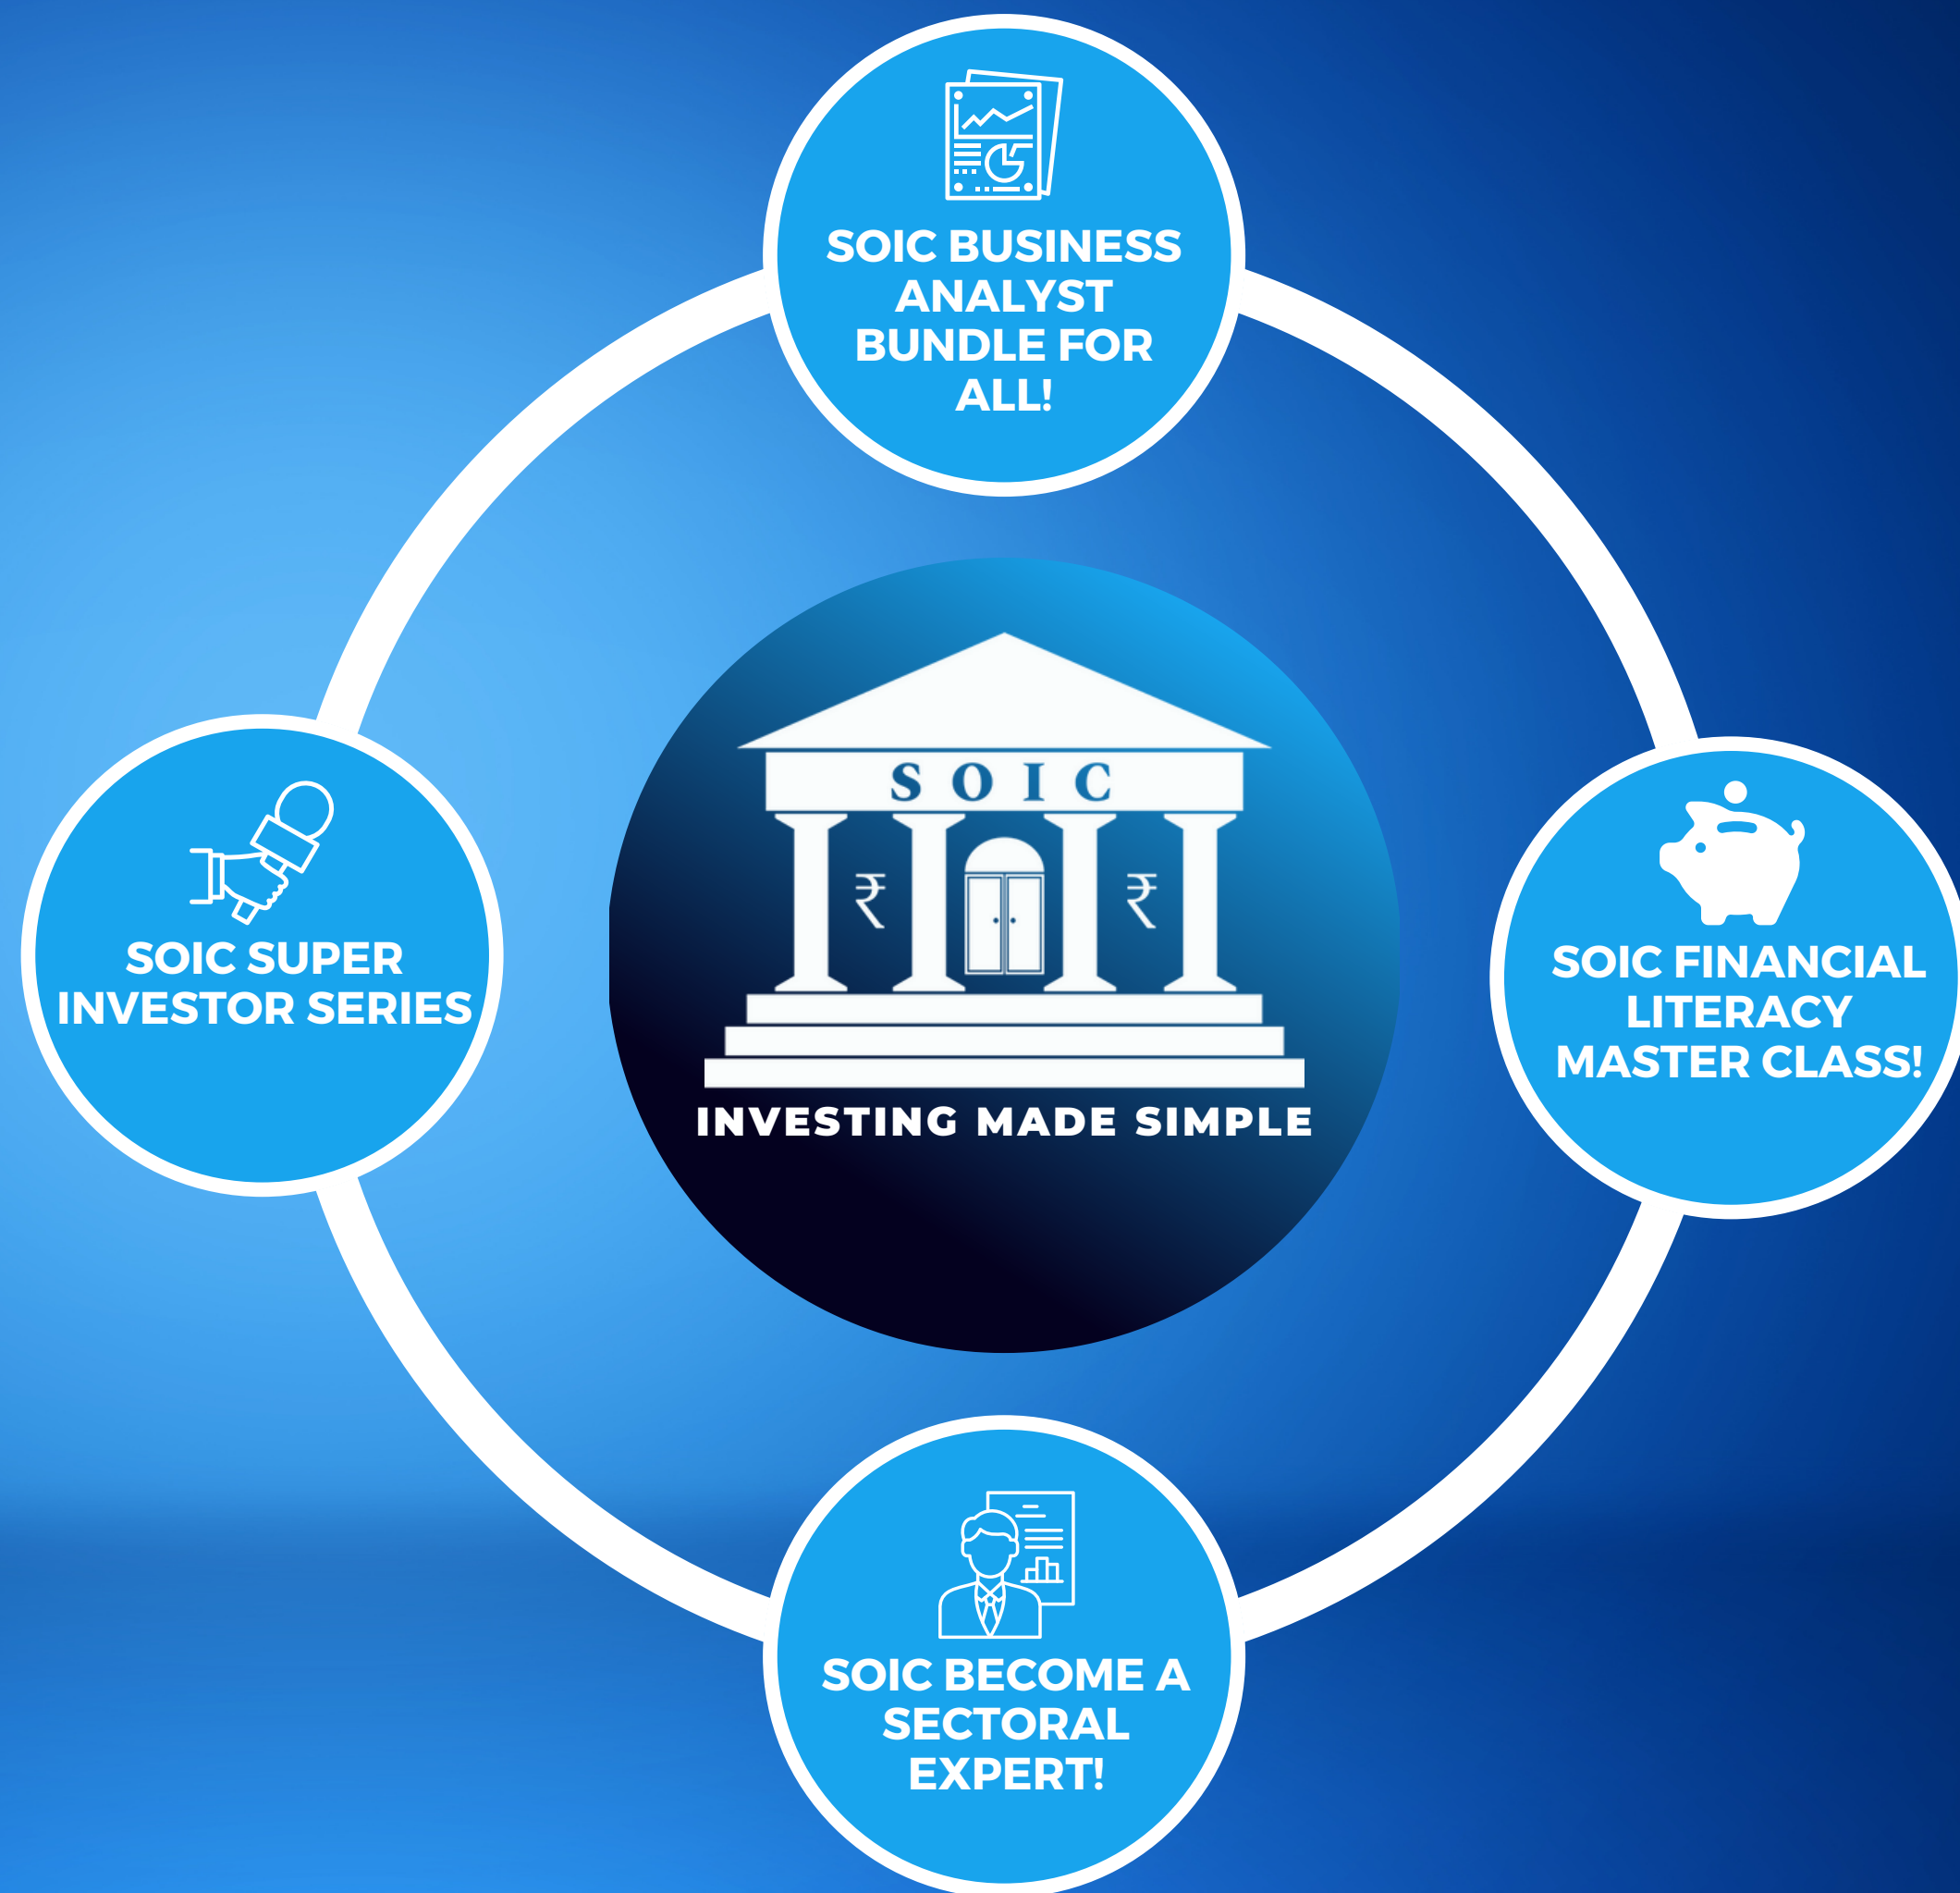 SOIC BUSINESS
ANALYST
BUNDLE FOR
ALL!
SOIC SUPER
INVESTOR SERIES
SOIC
₹ ₹
INVESTING MADE SIMPLE
SOIC FINANCIAL
LITERACY
MASTER CLASS!
SOIC BECOME A
SECTORAL
EXPERT!